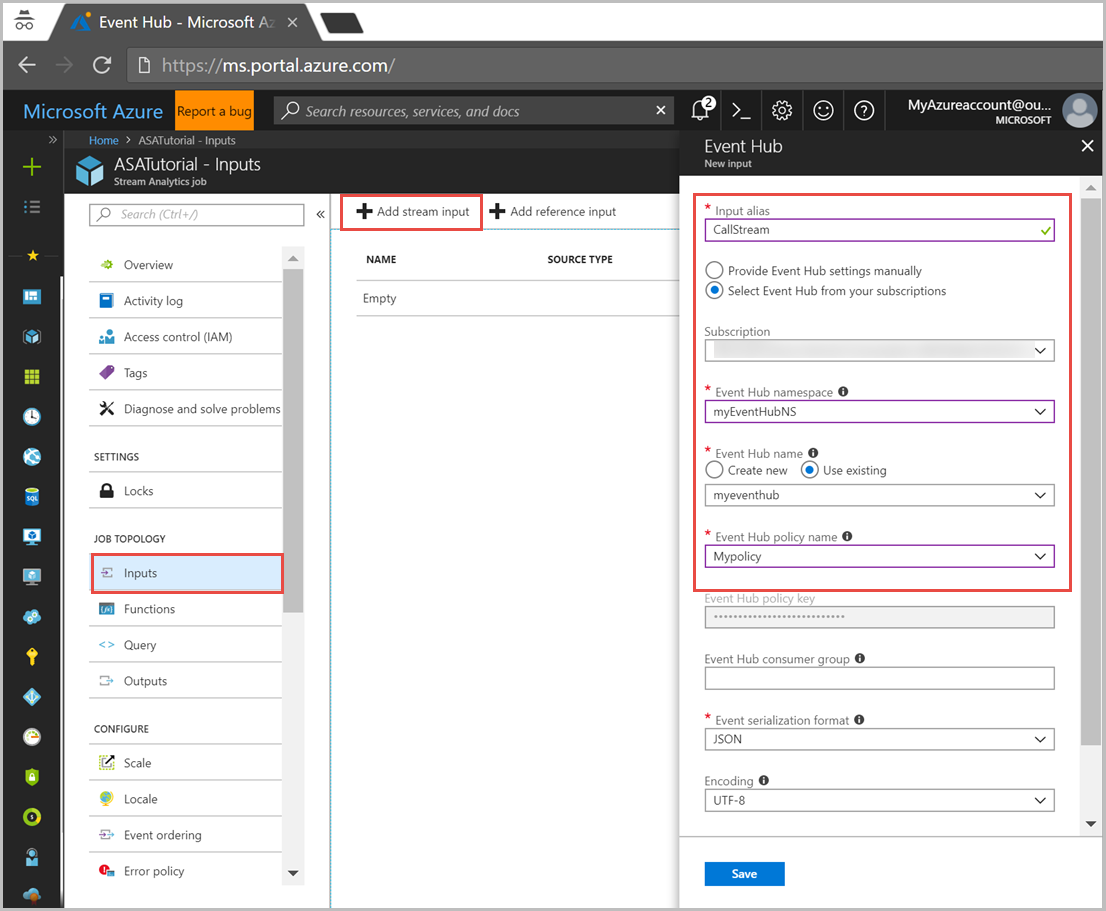 Event Hub - Microsoft Az
https://ms.portal.azure.com/
Microsoft Azure
Report a bug
Search resources, services, and docs
2
MyAzureaccount@ou...
MICROSOFT
Home > ASATutorial - Inputs
ASATutorial - Inputs
Stream Analytics job
Search (Ctrl+/)
Overview
Activity log
Access control (IAM)
Tags
Diagnose and solve problems
SETTINGS
Locks
JOB TOPOLOGY
Inputs
Functions
Query
Outputs
CONFIGURE
Scale
Locale
Event ordering
Error policy
SQL
Add stream input
Add reference input
NAME
SOURCE TYPE
Empty
Event Hub
New input
* Input alias
CallStream
Provide Event Hub settings manually
Select Event Hub from your subscriptions
Subscription
* Event Hub namespace
myEventHubNS
* Event Hub name
Create new
Use existing
myeventhub
* Event Hub policy name
Mypolicy
Event Hub policy key
Event Hub consumer group
* Event serialization format
JSON
Encoding
UTF-8
Save